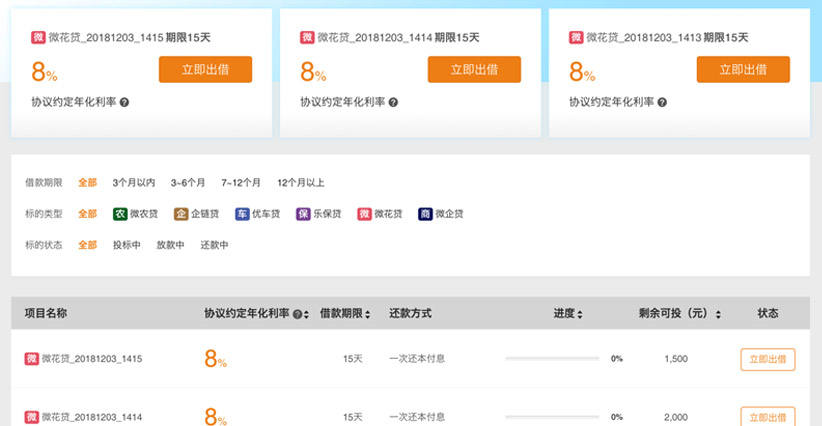 微 微花贷_20181203_1415 期限15天
8%
立即出借
协议约定年化利率 ?
微 微花贷_20181203_1414 期限15天
8%
立即出借
协议约定年化利率 ?
微 微花贷_20181203_1413 期限15天
8%
立即出借
协议约定年化利率 ?
借款期限 全部 3个月以内 3~6个月 7~12个月 12个月以上
标的类型 全部 农 微农贷 企 企链贷 车 优车贷 保 乐保贷 微 微花贷 商 微企贷
标的状态 全部 投标中 放款中 还款中
项目名称 协议约定年化利率 ? 借款期限 还款方式 进度 剩余可投（元） 状态
微 微花贷_20181203_1415 8% 15天 一次还本付息 0% 1,500 立即出借
微 微花贷_20181203_1414 8% 15天 一次还本付息 0% 2,000 立即出借